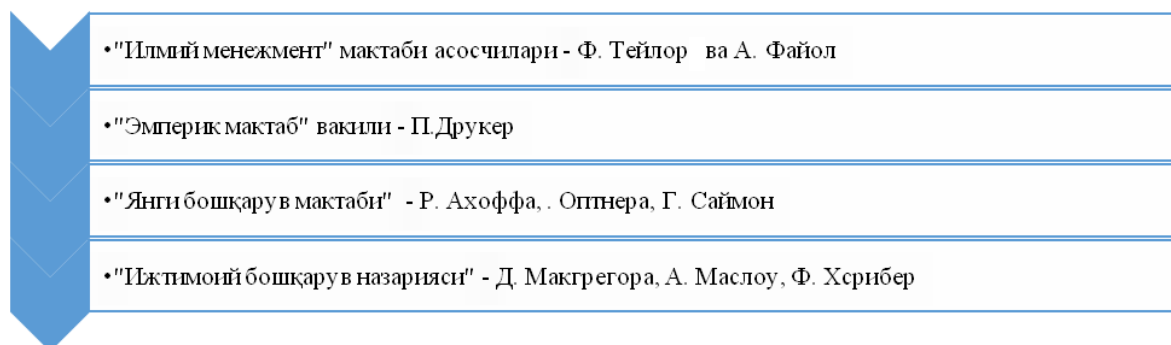 •"Илмий менежмент" мактаби асосчилари - Ф. Тейлор ва А. Файол
•"Эмперик мактаб" вакили - П.Друкер
•"Янги бошқарув мактаби" - Р. Ахоффа, . Оптнера, Г. Саймон
•"Ижтимоий бошқарув назарияси" - Д. Макгрегора, А. Маслоу, Ф. Хсрибер